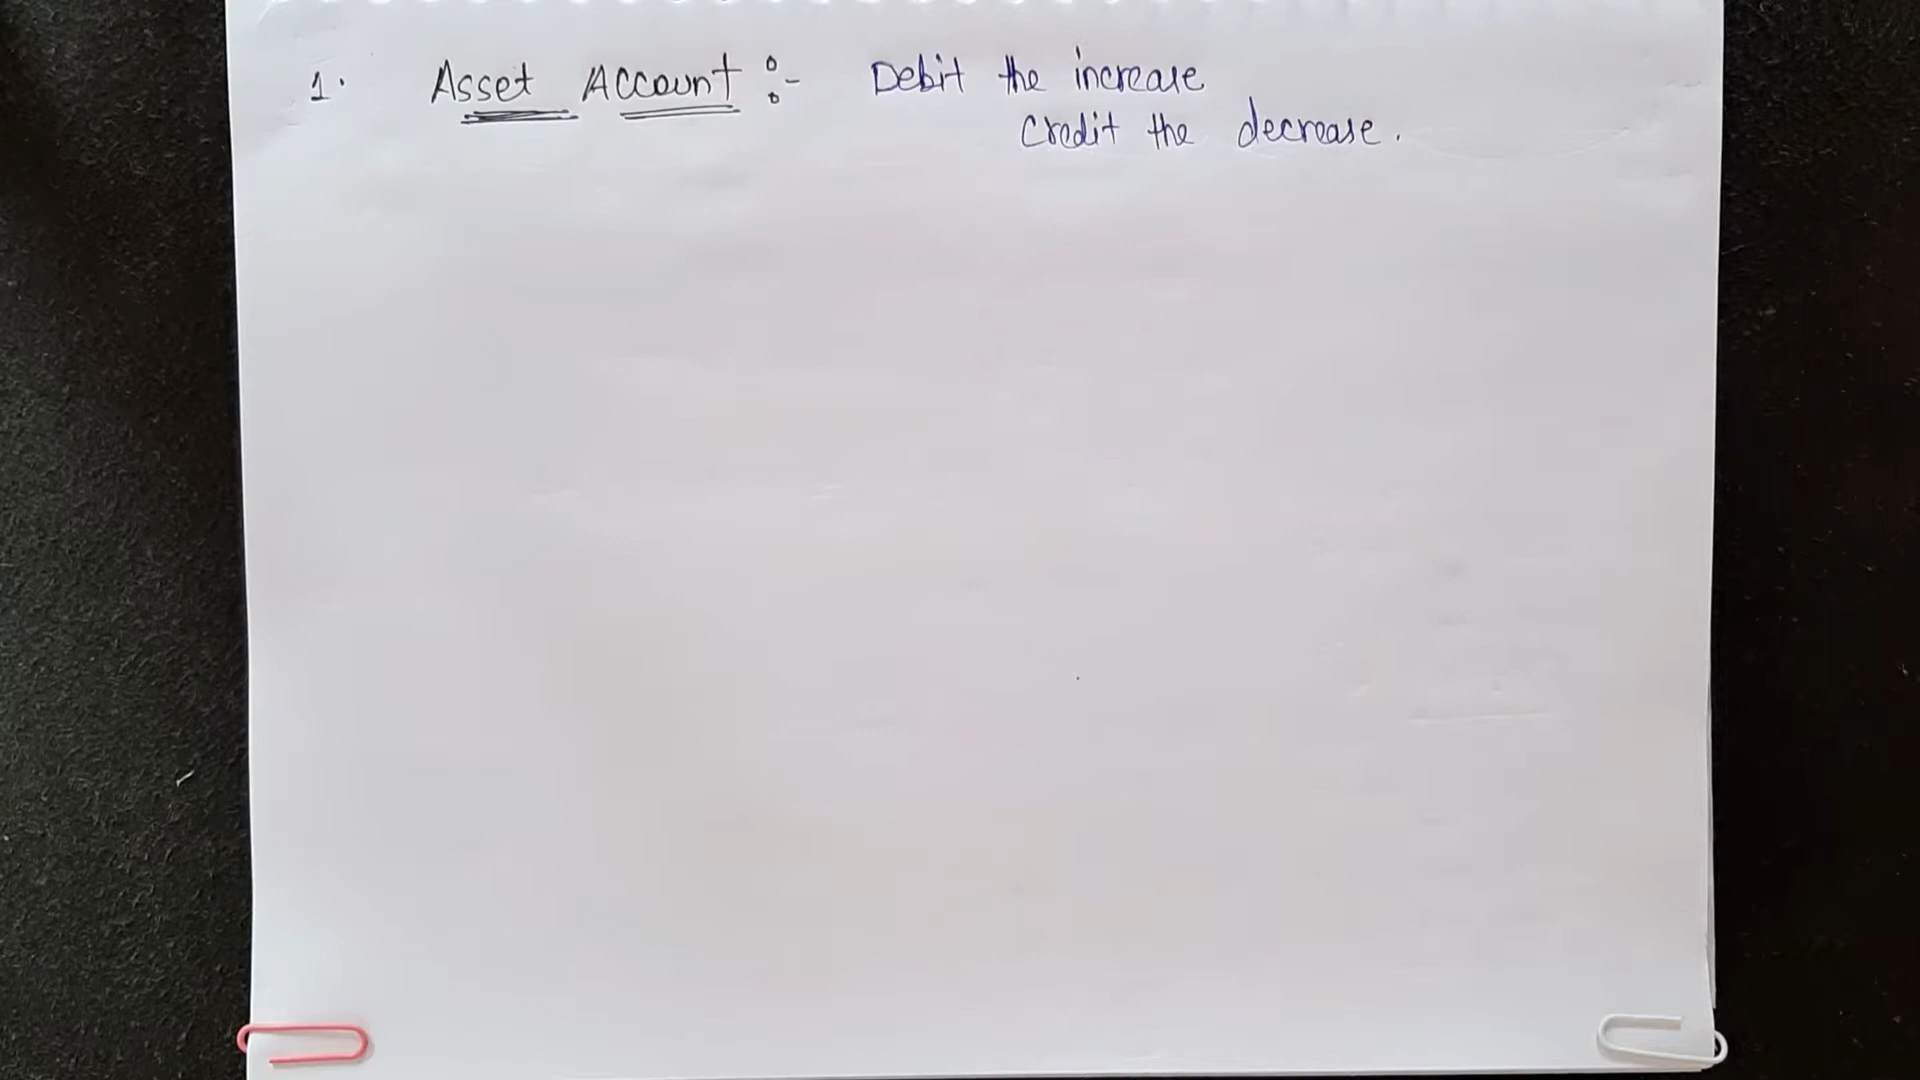 1. Asset Account :- Debit the increase
Credit the decrease.